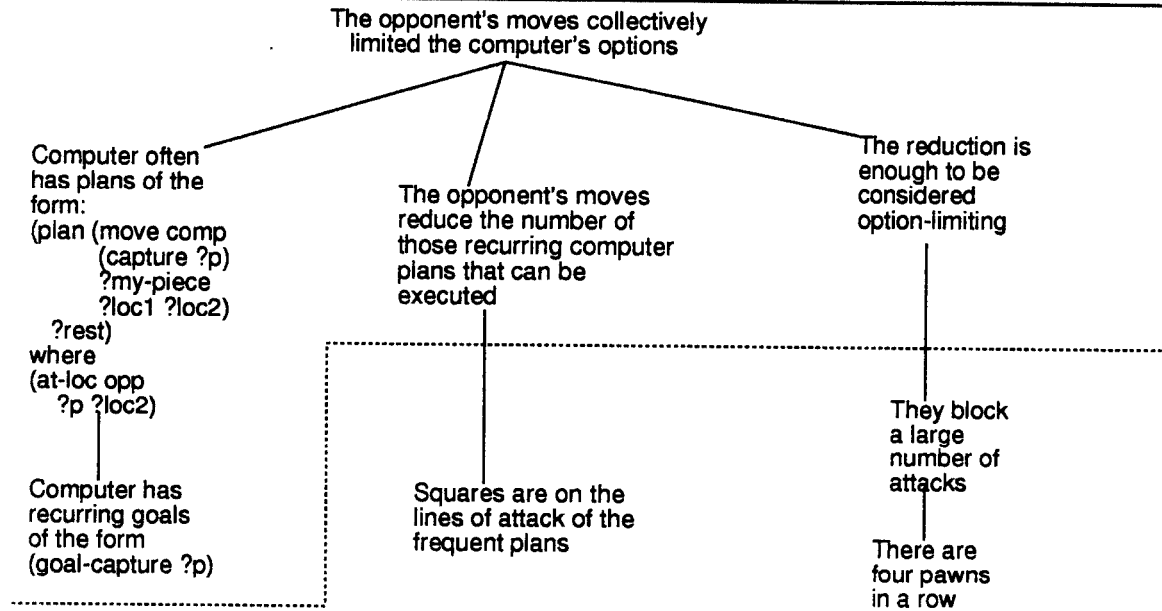 The opponent's moves collectively
limited the computer's options
Computer often
has plans of the
form:
(plan (move comp
(capture ?p)
?my-piece
?loc1 ?loc2)
?rest)
where
(at-loc opp
?p ?loc2)
Computer has
recurring goals
of the form
(goal-capture ?p)
The opponent's moves
reduce the number of
those recurring computer
plans that can be
executed
Squares are on the
lines of attack of the
frequent plans
The reduction is
enough to be
considered
option-limiting
They block
a large
number of
attacks
There are
four pawns
in a row